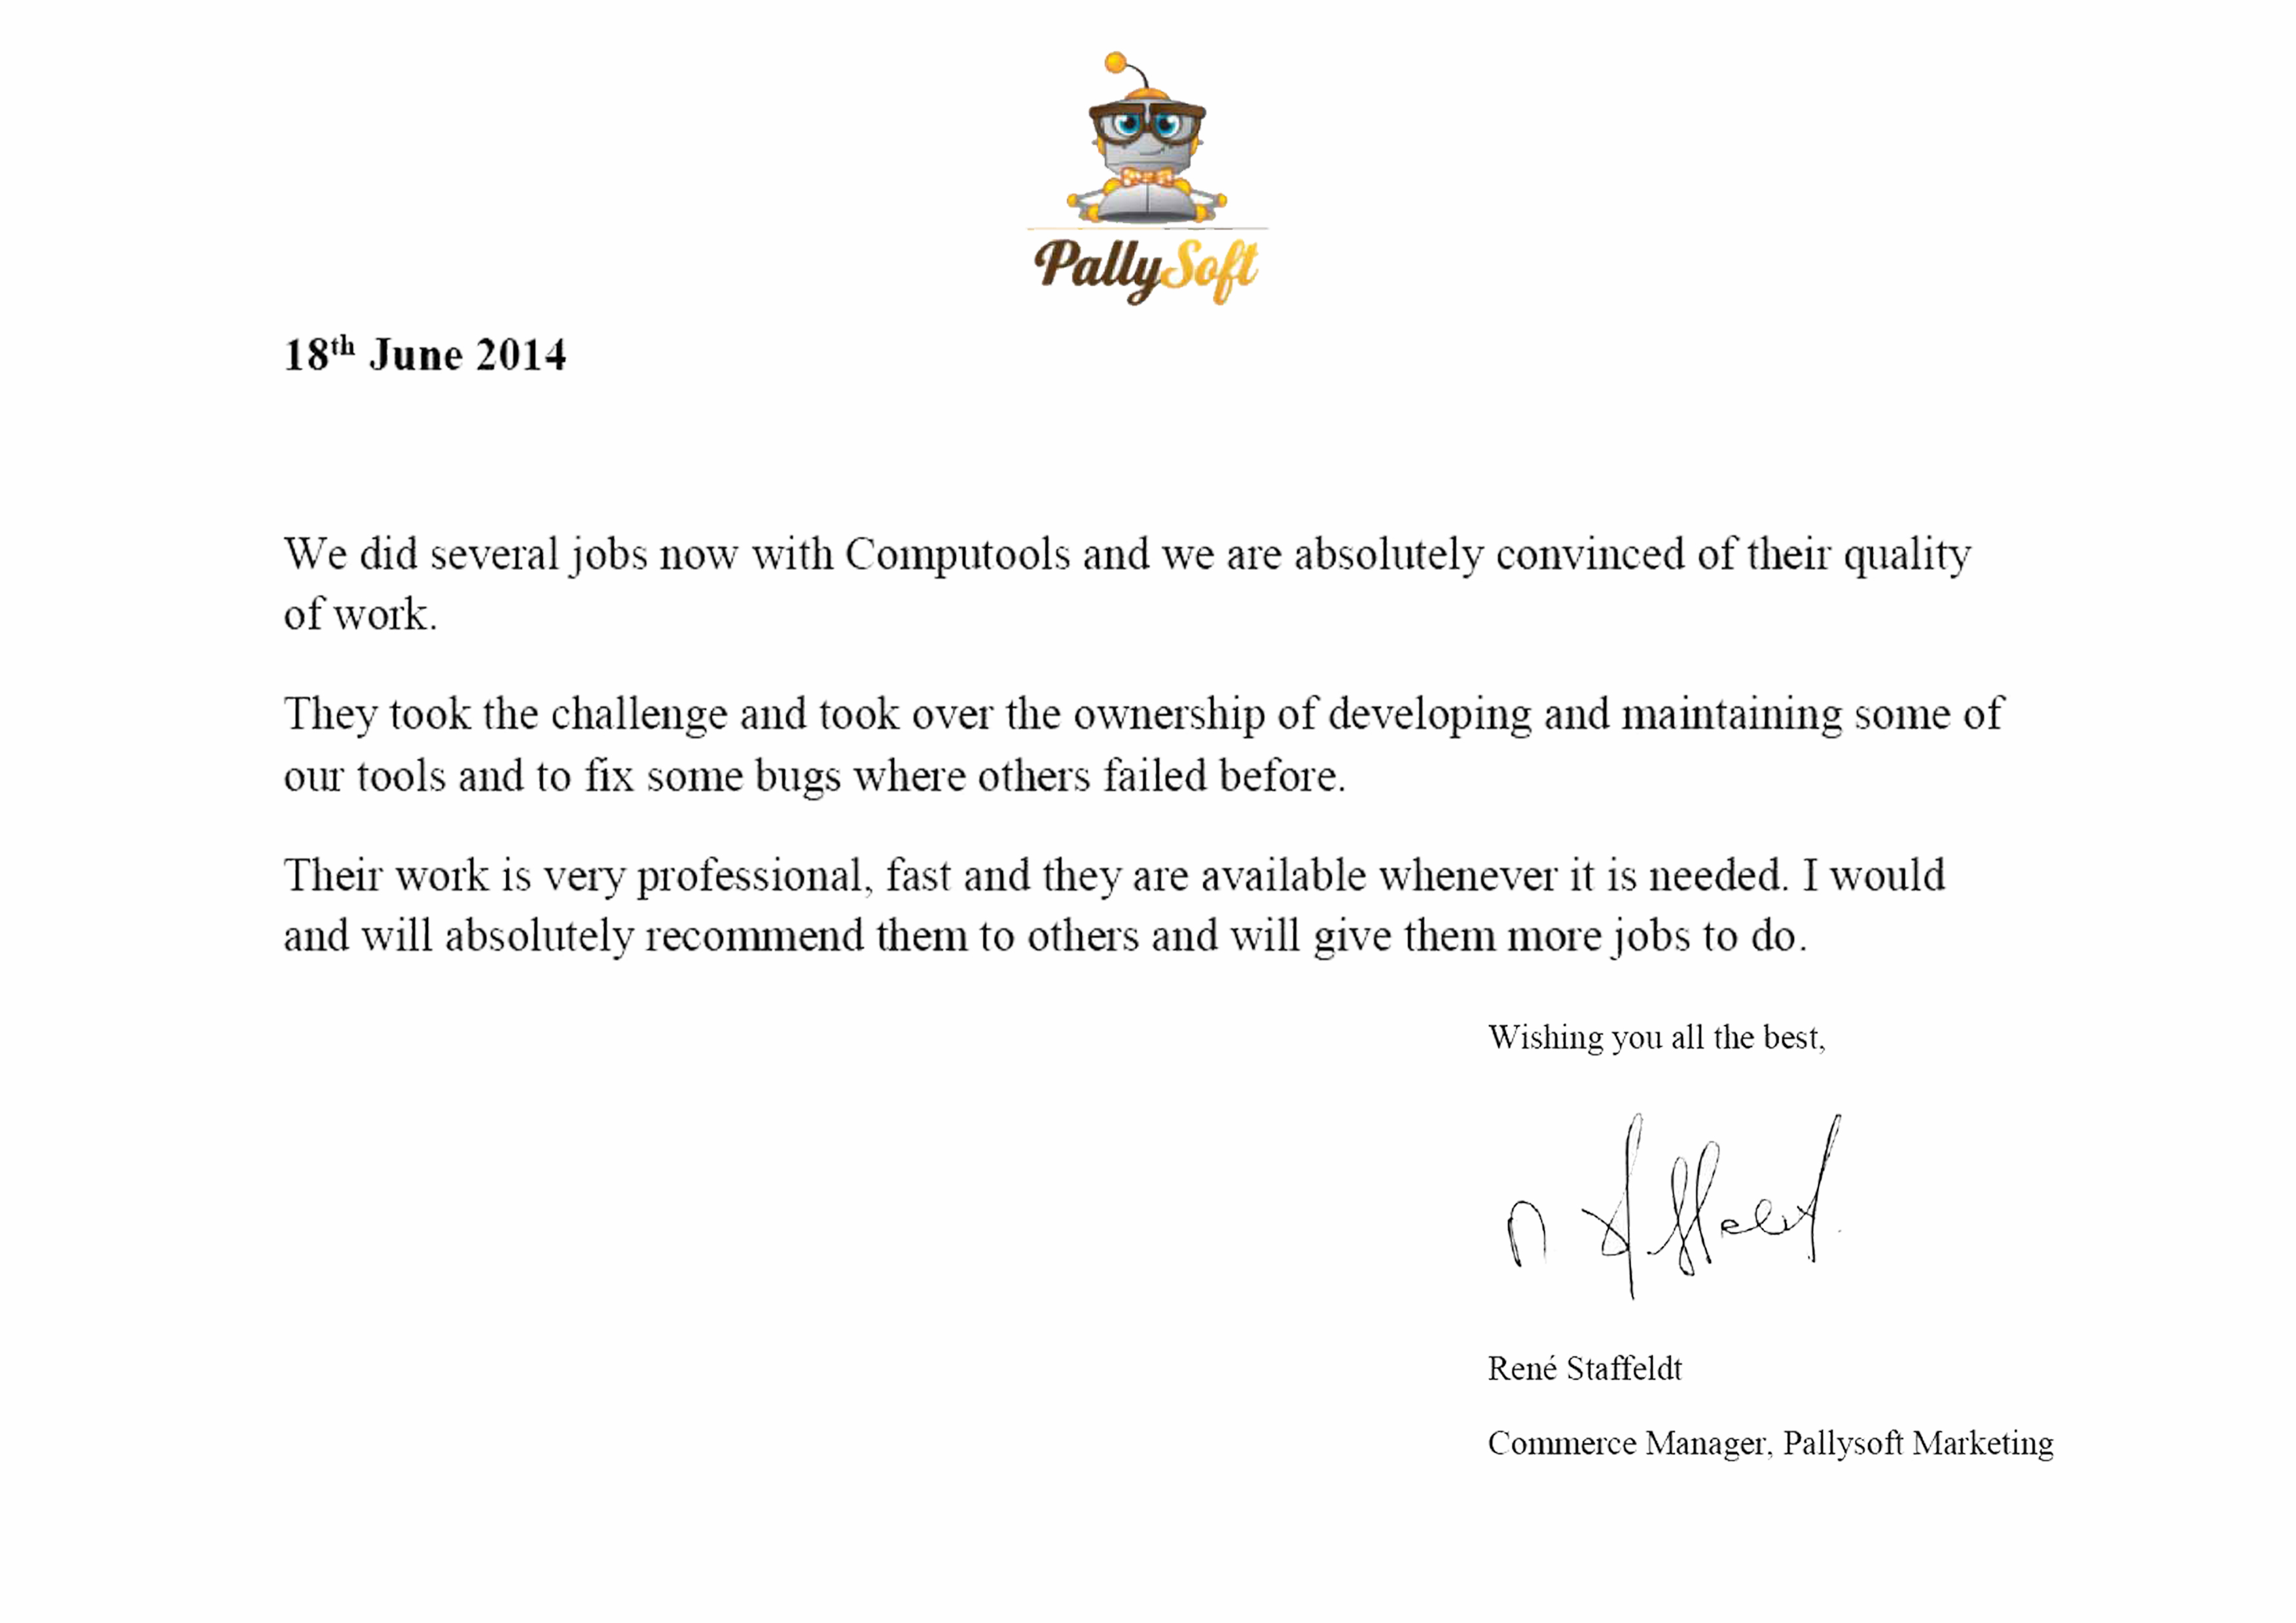 PallySoft
18th June 2014
We did several jobs now with Computools and we are absolutely convinced of their quality
of work.
They took the challenge and took over the ownership of developing and maintaining some of
our tools and to fix some bugs where others failed before.
Their work is very professional, fast and they are available whenever it is needed. I would
and will absolutely recommend them to others and will give them more jobs to do.
Wishing you all the best,
René Staffeldt
Commerce Manager, Pallysoft Marketing